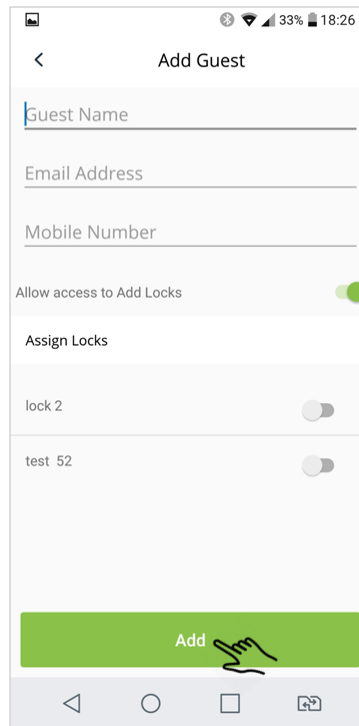 33% 18:26
Add Guest
Guest Name
Email Address
Mobile Number
Allow access to Add Locks
Assign Locks
lock 2
test 52
Add